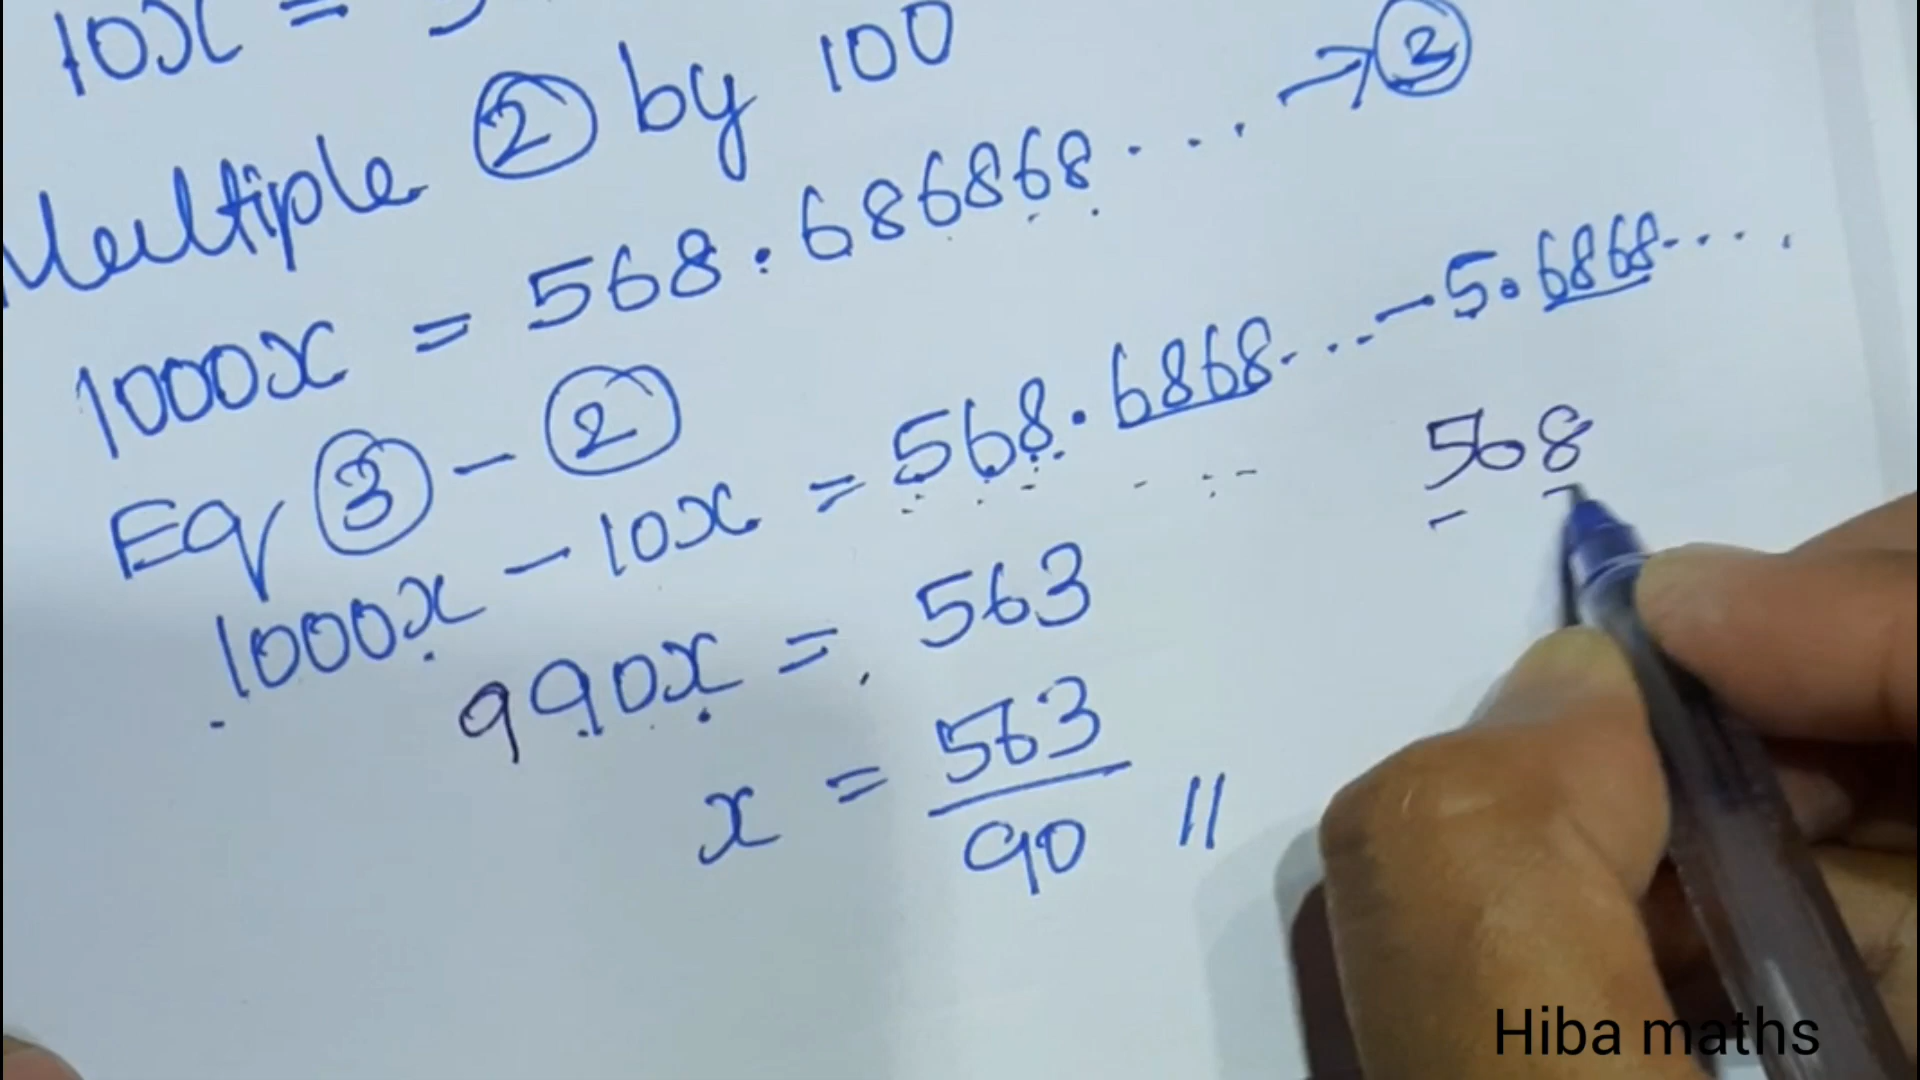 10x =
Multiple ② by 100
1000x = 568.686868.... → ③
Eq ③ - ②
1000x - 10x = 568.6868.... - 5.6868....
568
990x = 563
x = 563/90 //
Hiba maths